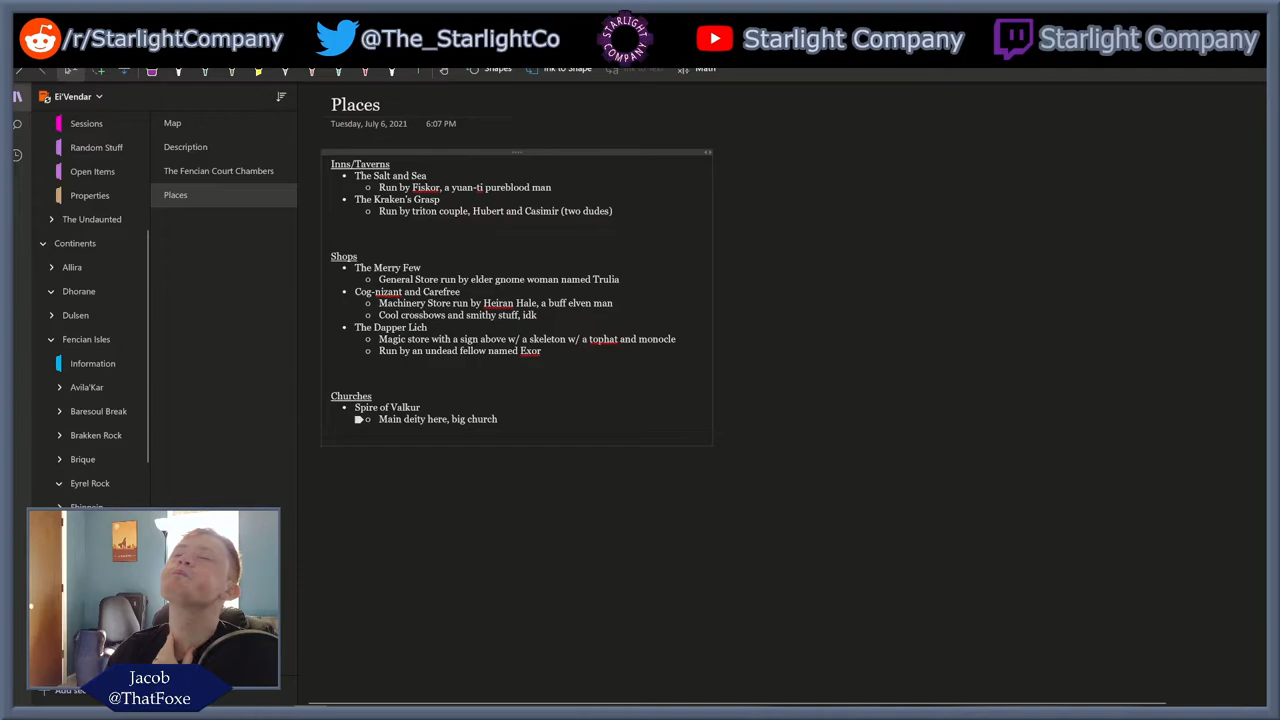 /r/StarlightCompany
@The_StarlightCo
STARLIGHT COMPANY
Starlight Company
Starlight Company
Shapes
Ink to Shape
Math
Ei'Vendar
Sessions
Random Stuff
Open Items
Properties
The Undaunted
Continents
Allira
Dhorane
Dulsen
Fencian Isles
Information
Avila'Kar
Baresoul Break
Brakken Rock
Brique
Eyrel Rock
Map
Description
The Fencian Court Chambers
Places
Places
Tuesday, July 6, 2021 6:07 PM
Inns/Taverns
The Salt and Sea
Run by Fiskor, a yuan-ti pureblood man
The Kraken's Grasp
Run by triton couple, Hubert and Casimir (two dudes)
Shops
The Merry Few
General Store run by elder gnome woman named Trulia
Cog-nizant and Carefree
Machinery Store run by Heiran Hale, a buff elven man
Cool crossbows and smithy stuff, idk
The Dapper Lich
Magic store with a sign above w/ a skeleton w/ a tophat and monocle
Run by an undead fellow named Exor
Churches
Spire of Valkur
Main deity here, big church
Jacob
@ThatFoxe